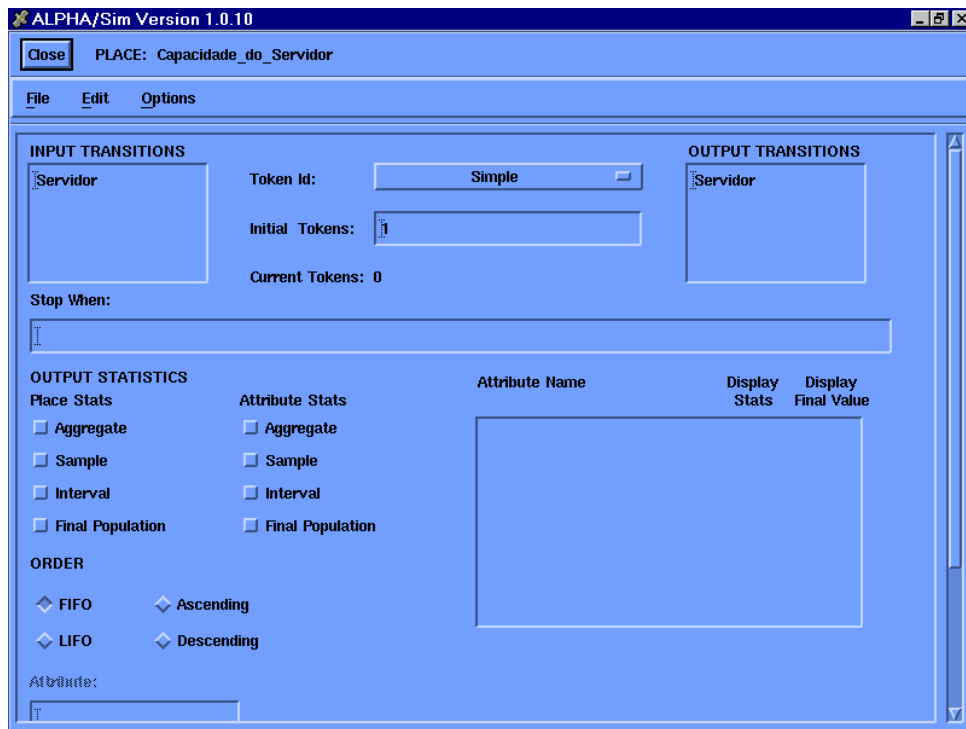 ALPHA/Sim Version 1.0.10
Close PLACE: Capacidade_do_Servidor
File Edit Options
INPUT TRANSITIONS OUTPUT TRANSITIONS
Servidor Token Id: Simple Servidor
Initial Tokens: 1
Current Tokens: 0
Stop When:
OUTPUT STATISTICS Attribute Name Display Display
Place Stats Attribute Stats Stats Final Value
Aggregate Aggregate
Sample Sample
Interval Interval
Final Population Final Population
ORDER
FIFO Ascending
LIFO Descending
Attribute: